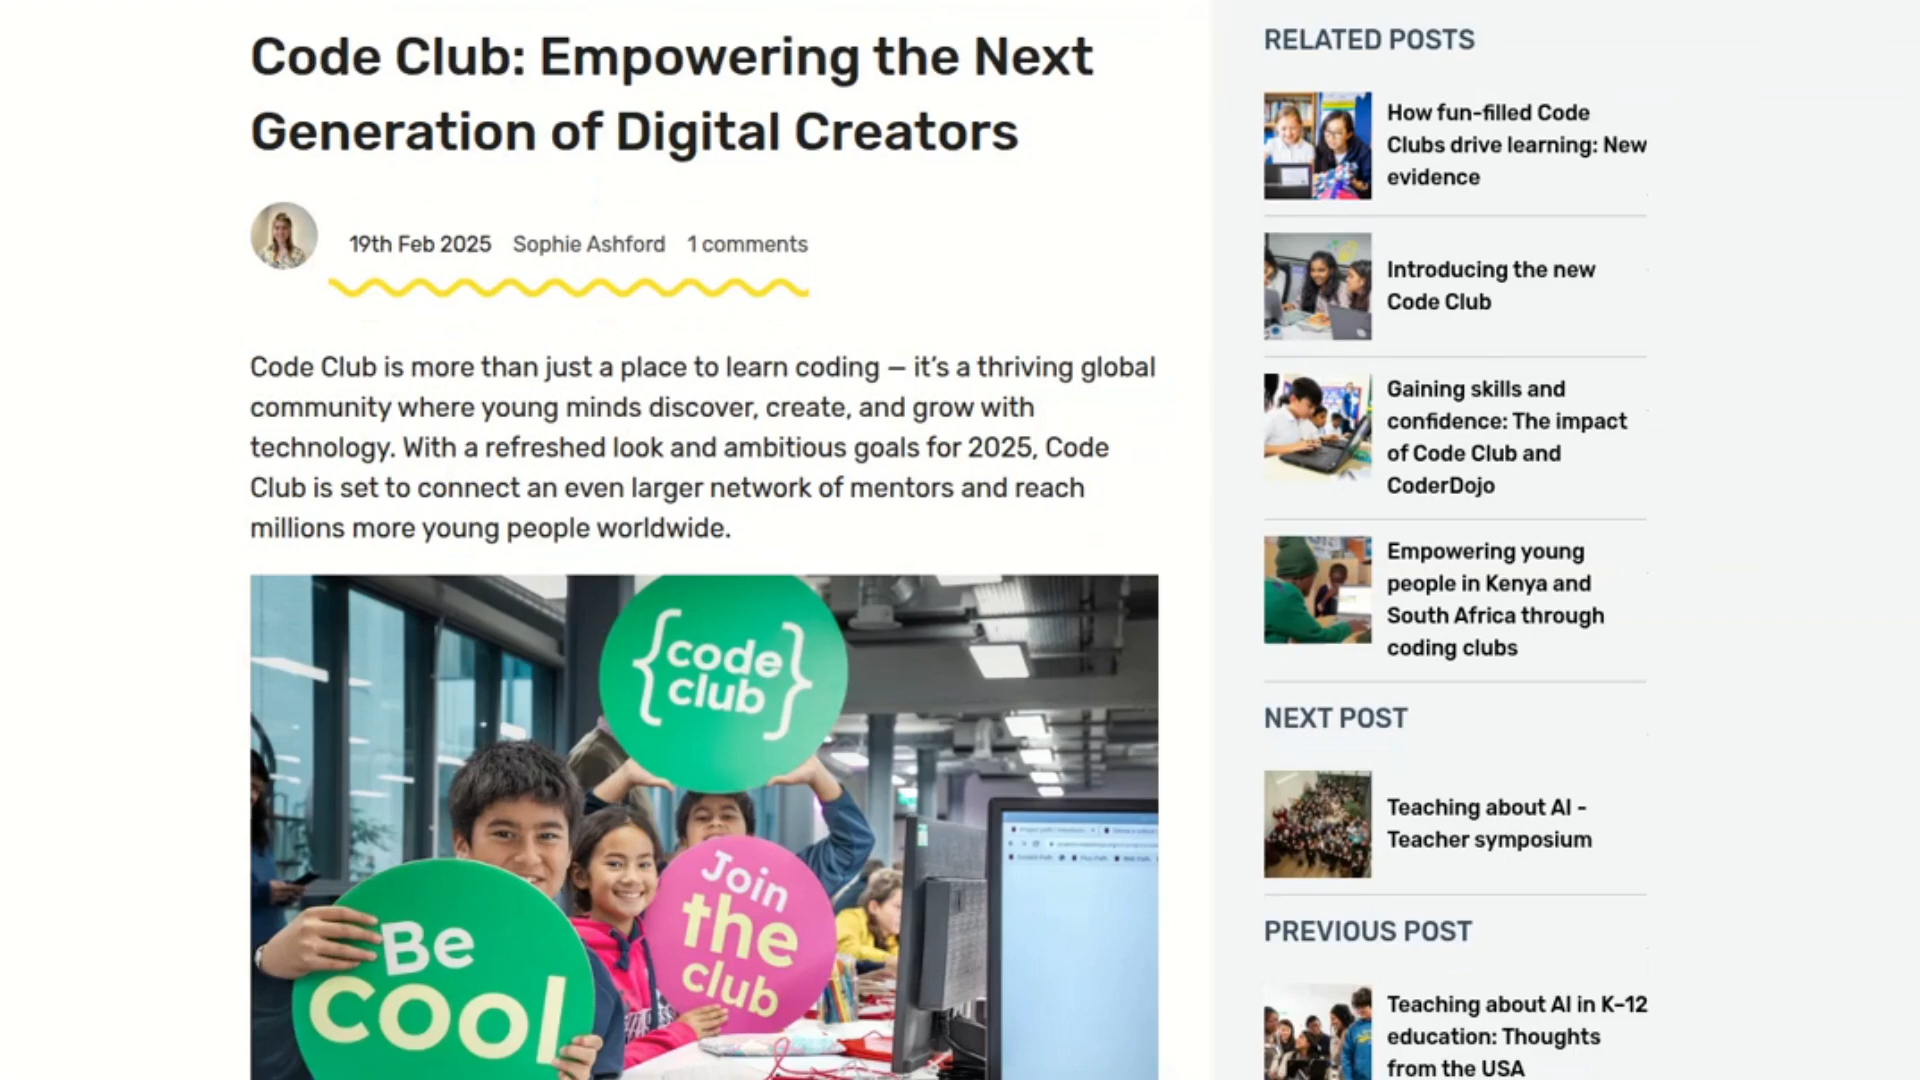 Code Club: Empowering the Next
Generation of Digital Creators
19th Feb 2025 Sophie Ashford 1 comments
Code Club is more than just a place to learn coding — it's a thriving global
community where young minds discover, create, and grow with
technology. With a refreshed look and ambitious goals for 2025, Code
Club is set to connect an even larger network of mentors and reach
millions more young people worldwide.
{code
club}
Join
the
club
Be
cool
RELATED POSTS
How fun-filled Code
Clubs drive learning: New
evidence
Introducing the new
Code Club
Gaining skills and
confidence: The impact
of Code Club and
CoderDojo
Empowering young
people in Kenya and
South Africa through
coding clubs
NEXT POST
Teaching about AI -
Teacher symposium
PREVIOUS POST
Teaching about AI in K–12
education: Thoughts
from the USA